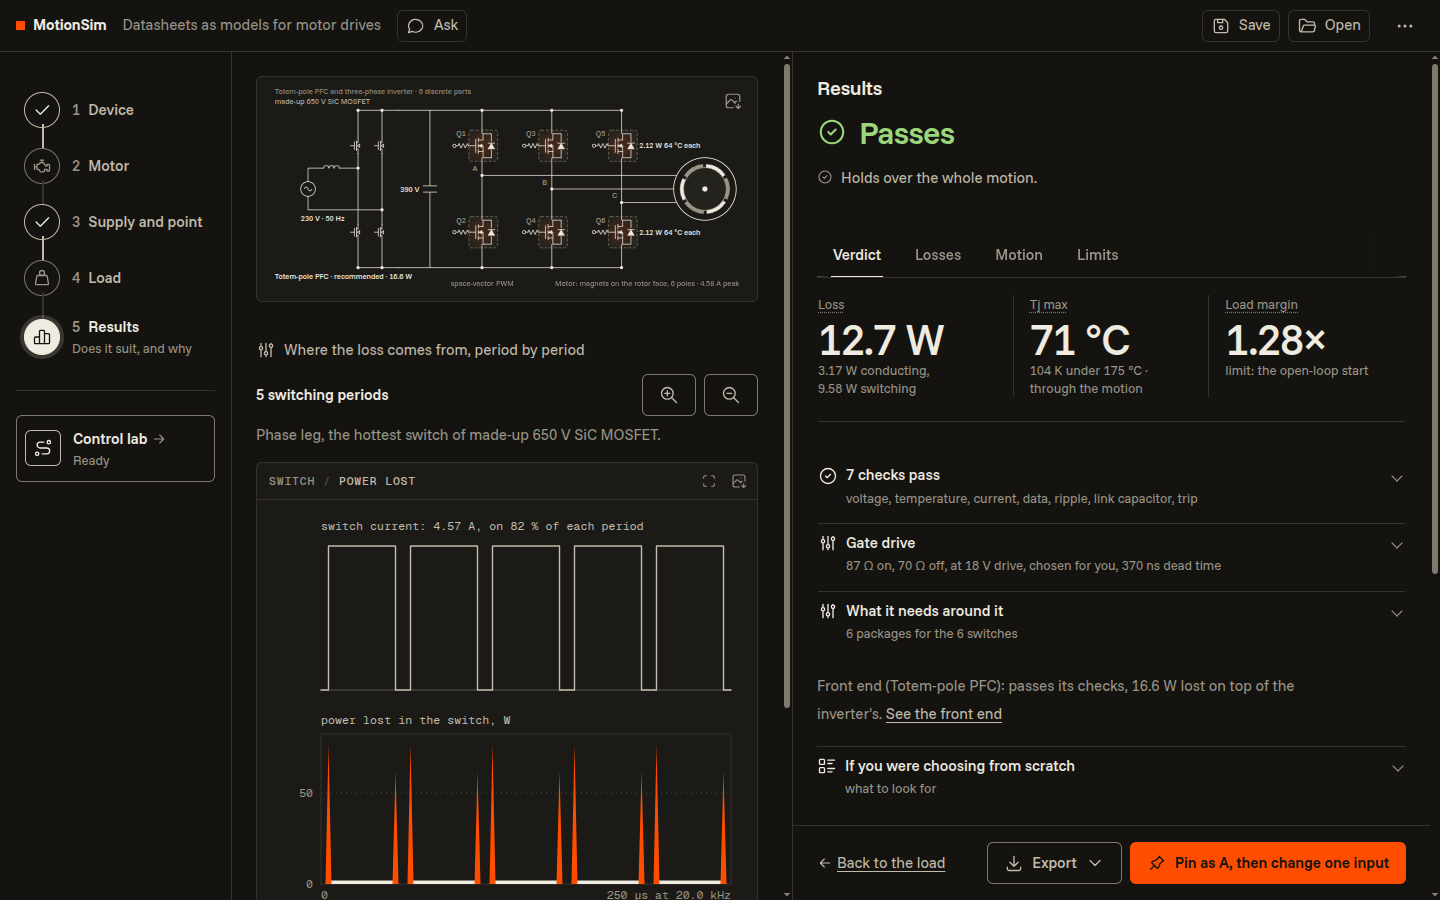 MotionSim
Datasheets as models for motor drives
Ask
Save
Open
1 Device
2 Motor
3 Supply and point
4 Load
5 Results
Does it suit, and why
Control lab
Ready
Totem-pole PFC and three-phase inverter · 6 discrete parts
made-up 650 V SiC MOSFET
Q1
Q3
Q5
2.12 W 64 °C each
A
B
C
390 V
230 V · 50 Hz
Q2
Q4
Q6
2.12 W 64 °C each
Totem-pole PFC · recommended · 16.6 W
space-vector PWM
Motor: magnets on the rotor face, 6 poles · 4.58 A peak
Where the loss comes from, period by period
5 switching periods
Phase leg, the hottest switch of made-up 650 V SiC MOSFET.
SWITCH / POWER LOST
switch current: 4.57 A, on 82 % of each period
power lost in the switch, W
50
0
0
250 µs at 20.0 kHz
Results
Passes
Holds over the whole motion.
Verdict
Losses
Motion
Limits
Loss
12.7 W
3.17 W conducting,
9.58 W switching
Tj max
71 °C
104 K under 175 °C ·
through the motion
Load margin
1.28×
limit: the open-loop start
7 checks pass
voltage, temperature, current, data, ripple, link capacitor, trip
Gate drive
87 Ω on, 70 Ω off, at 18 V drive, chosen for you, 370 ns dead time
What it needs around it
6 packages for the 6 switches
Front end (Totem-pole PFC): passes its checks, 16.6 W lost on top of the
inverter's. See the front end
If you were choosing from scratch
what to look for
Back to the load
Export
Pin as A, then change one input